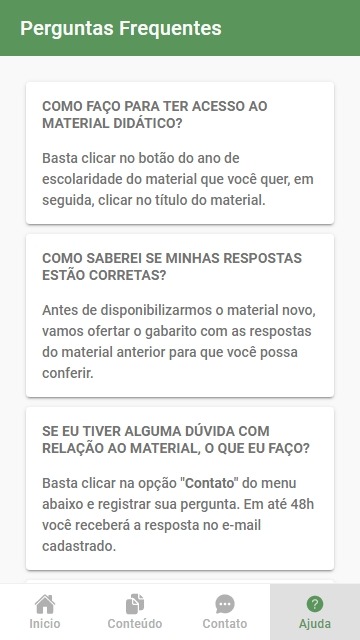 Perguntas Frequentes
COMO FAÇO PARA TER ACESSO AO
MATERIAL DIDÁTICO?
Basta clicar no botão do ano de
escolaridade do material que você quer, em
seguida, clicar no título do material.
COMO SABEREI SE MINHAS RESPOSTAS
ESTÃO CORRETAS?
Antes de disponibilizarmos o material novo,
vamos ofertar o gabarito com as respostas
do material anterior para que você possa
conferir.
SE EU TIVER ALGUMA DÚVIDA COM
RELAÇÃO AO MATERIAL, O QUE EU FAÇO?
Basta clicar na opção "Contato" do menu
abaixo e registrar sua pergunta. Em até 48h
você receberá a resposta no e-mail
cadastrado.
Inicio Conteúdo Contato Ajuda